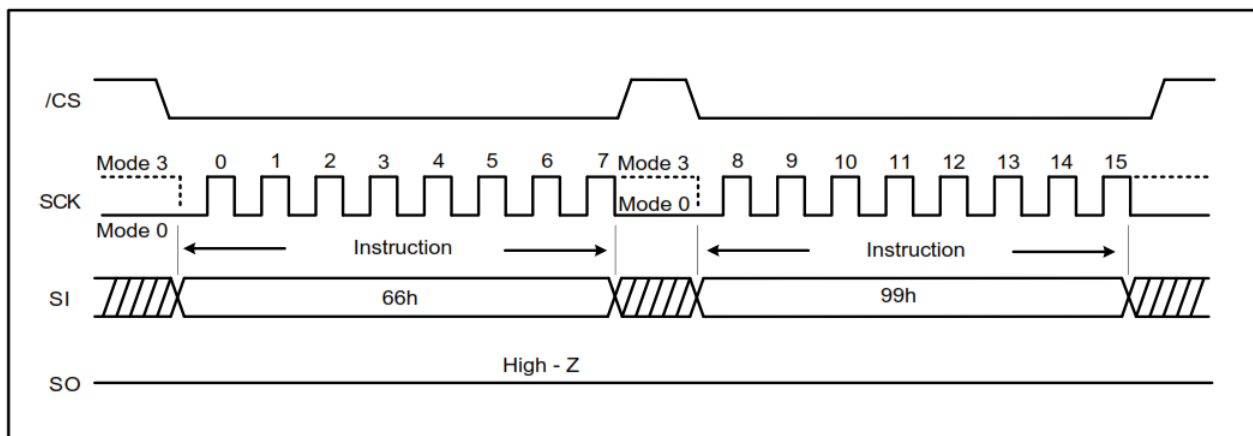 /CS
Mode 3 0 1 2 3 4 5 6 7 Mode 3 8 9 10 11 12 13 14 15
SCK
Mode 0
Mode 0
Instruction Instruction
SI 66h 99h
High - Z
SO